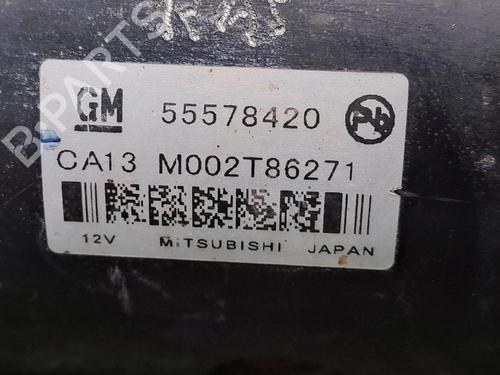 B-PARTS
GM 55578420 Pb
CA13 M002T86271
12V MITSUBISHI JAPAN